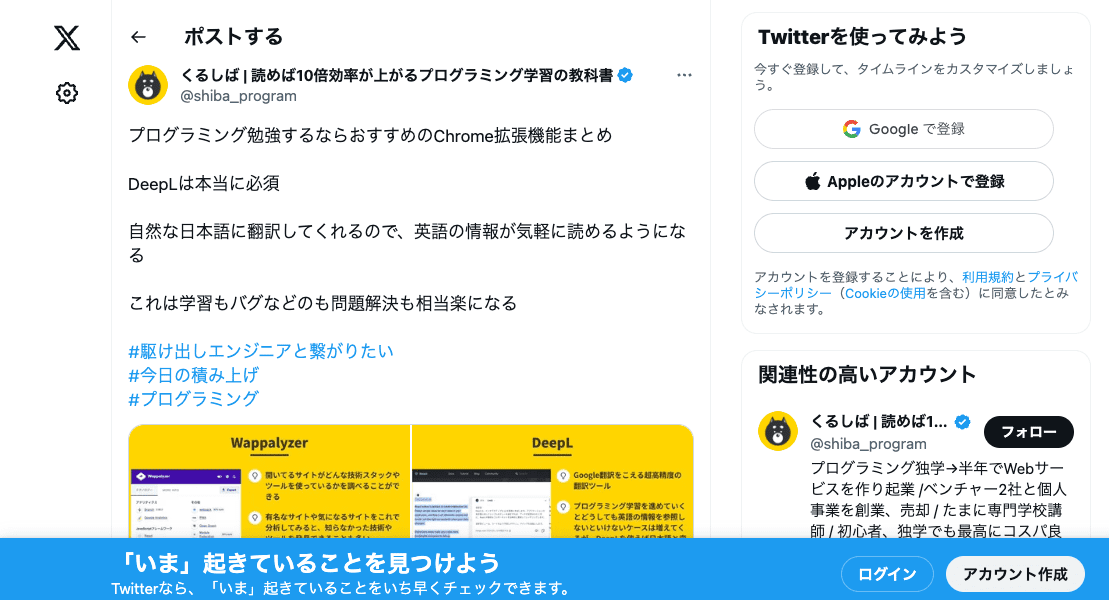 ポストする
くるしば | 読めば10倍効率が上がるプログラミング学習の教科書
@shiba_program
プログラミング勉強するならおすすめのChrome拡張機能まとめ
DeepLは本当に必須
自然な日本語に翻訳してくれるので、英語の情報が気軽に読めるようにな
る
これは学習もバグなどのも問題解決も相当楽になる
#駆け出しエンジニアと繋がりたい
#今日の積み上げ
#プログラミング
Wappalyzer
開いてるサイトがどんな技術スタックや
ツールを使っているかを調べることがで
きる
有名なサイトや気になるサイトをこれで
分析してみると、知らなかった技術や
DeepL
Google翻訳をこえる超高精度の
翻訳ツール
プログラミング学習を進めていく
とどうしても英語の情報を参照し
ないといけないケースは増えてく
Twitterを使ってみよう
今すぐ登録して、タイムラインをカスタマイズしましょ
う。
Google で登録
Appleのアカウントで登録
アカウントを作成
アカウントを登録することにより、利用規約とプライバ
シーポリシー（Cookieの使用を含む）に同意したとみ
なされます。
関連性の高いアカウント
くるしば | 読めば1...
@shiba_program
フォロー
プログラミング独学→半年でWebサー
ビスを作り起業 /ベンチャー2社と個人
事業を創業、売却 / たまに専門学校講
師 / 初心者、独学でも最高にコスパ良
「いま」起きていることを見つけよう
Twitterなら、「いま」起きていることをいち早くチェックできます。
ログイン
アカウント作成